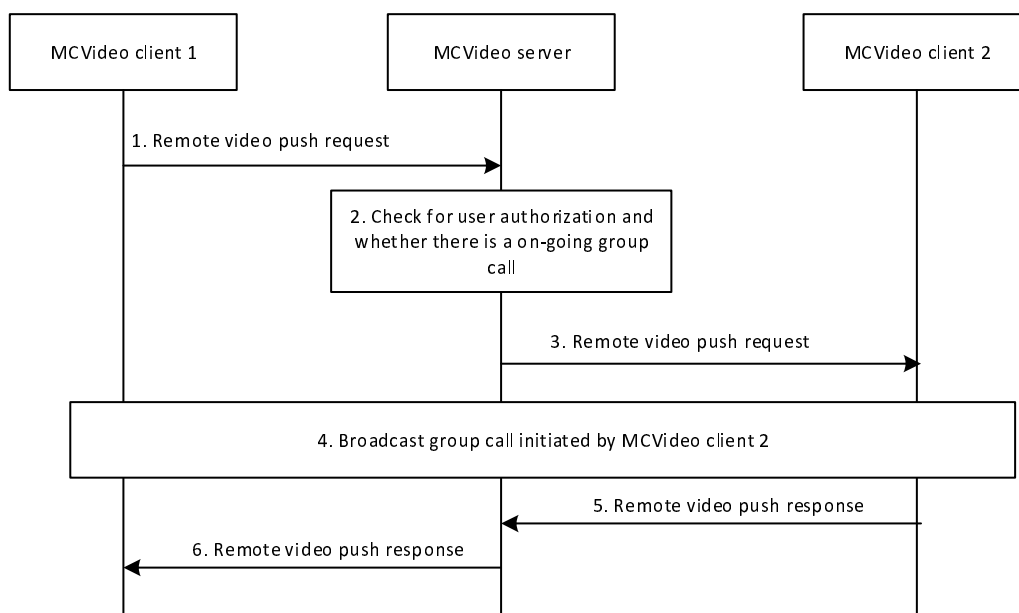 MCVideo client 1
MCVideo server
MCVideo client 2
1. Remote video push request
2. Check for user authorization and
whether there is a on-going group
call
3. Remote video push request
4. Broadcast group call initiated by MCVideo client 2
5. Remote video push response
6. Remote video push response